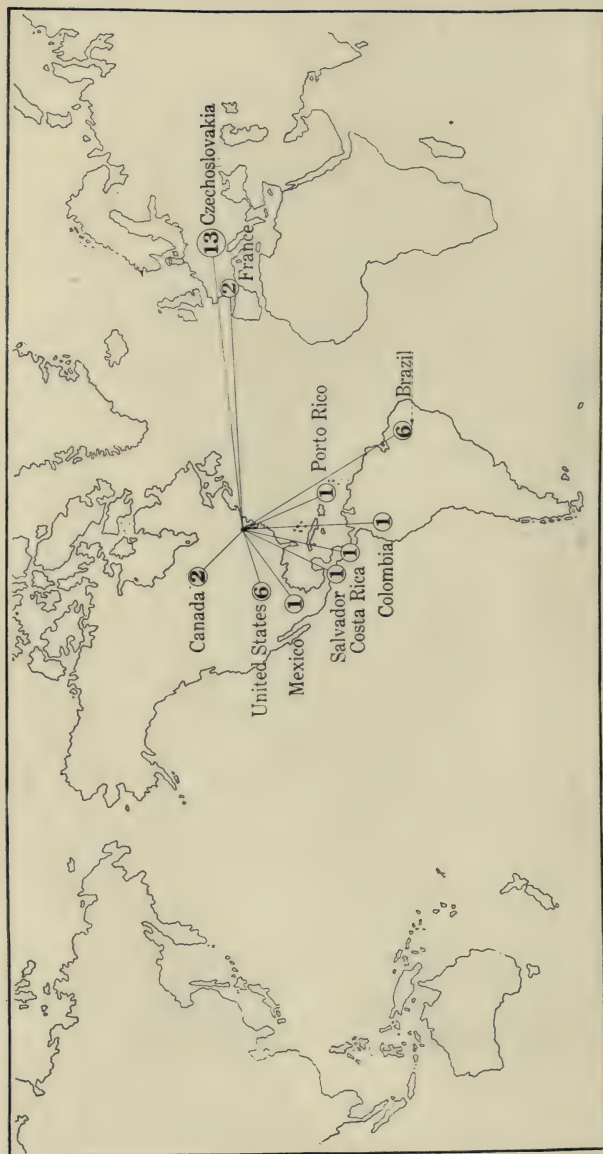 Canada 2
United States 6
Mexico 1
Salvador 1
Costa Rica 1
Colombia 1
Porto Rico 1
6 Brazil
2 France
13 Czechoslovakia